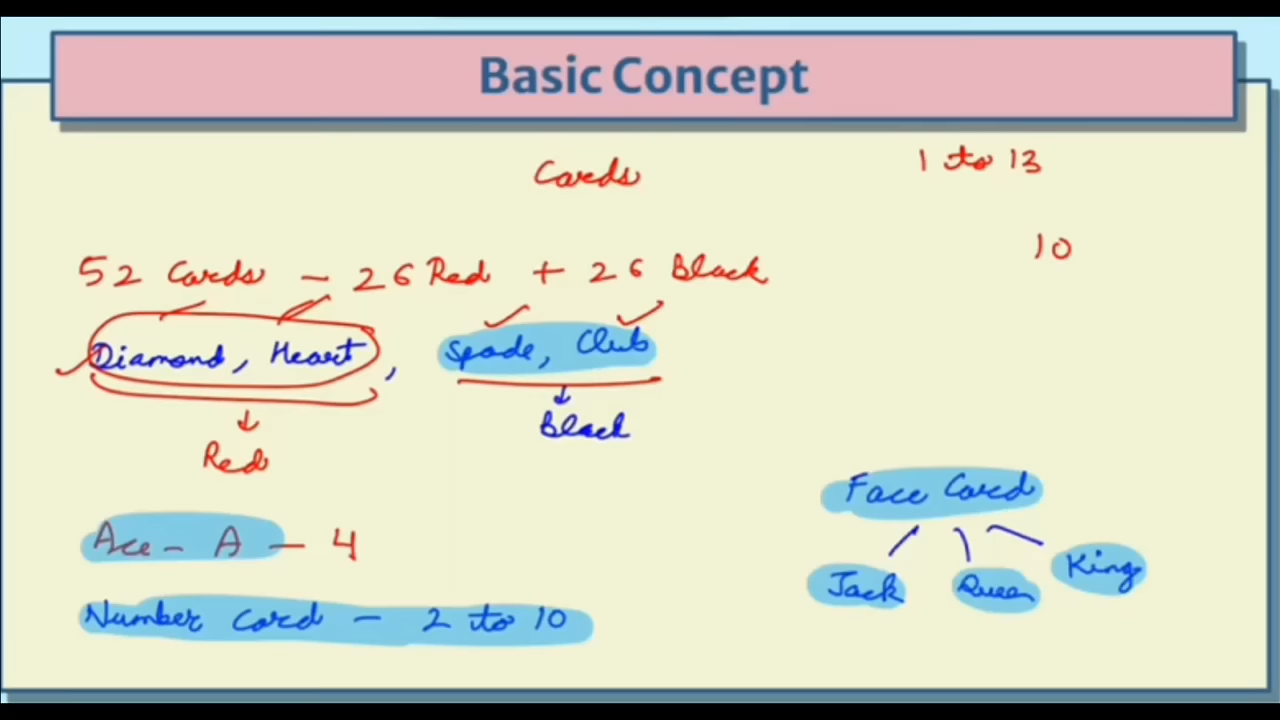 Basic Concept
Cards
1 to 13
10
52 Cards - 26 Red + 26 Black
Diamond, Heart, Spade, Club
Red
Black
Face Card
Jack Queen King
Ace - A - 4
Number Card - 2 to 10